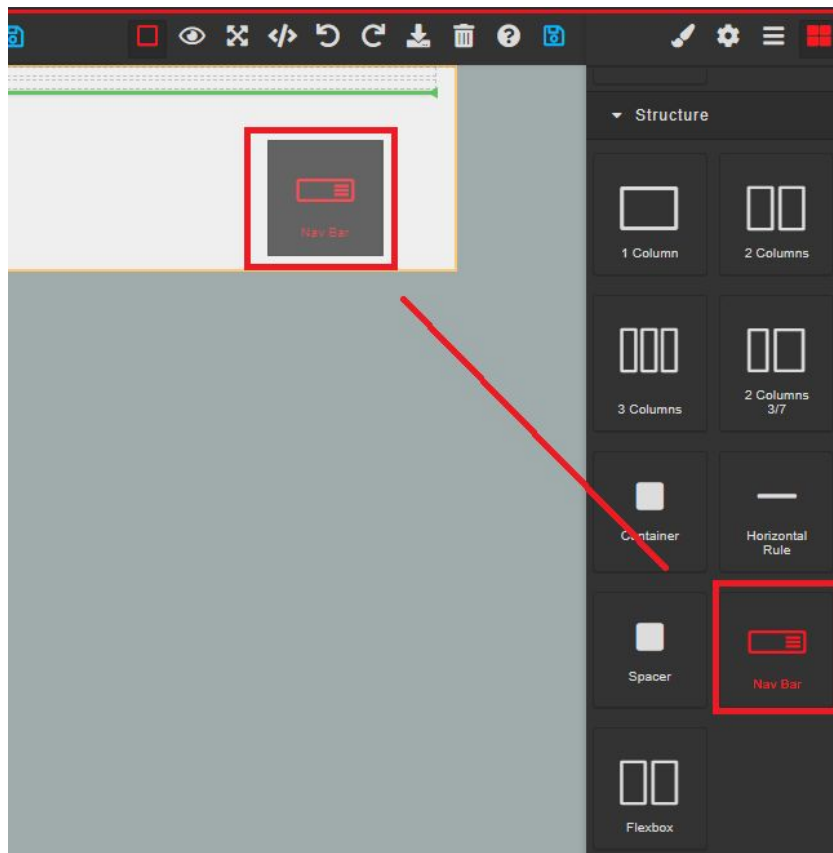 Structure
Nav Bar
1 Column
2 Columns
3 Columns
2 Columns
3/7
Container
Horizontal
Rule
Spacer
Nav Bar
Flexbox